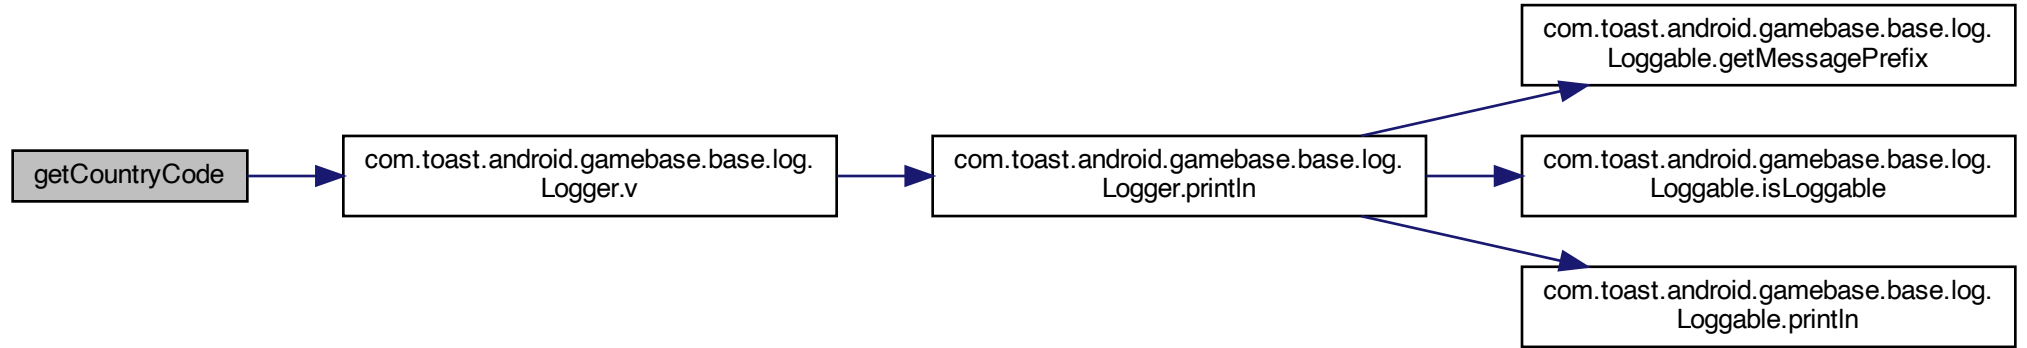 getCountryCode
com.toast.android.gamebase.base.log.
Logger.v
com.toast.android.gamebase.base.log.
Logger.println
com.toast.android.gamebase.base.log.
Loggable.getMessagePrefix
com.toast.android.gamebase.base.log.
Loggable.isLoggable
com.toast.android.gamebase.base.log.
Loggable.println